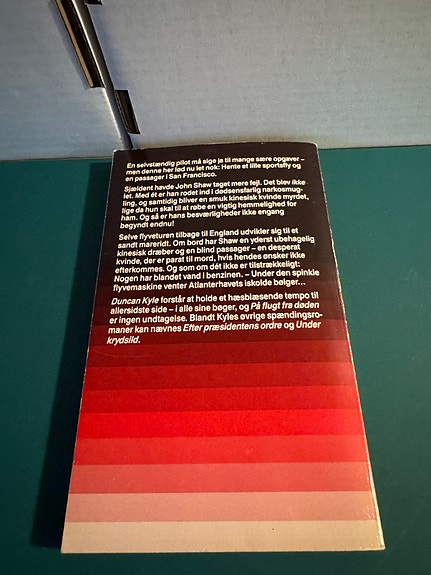 En selvstændig pilot må sige ja til mange sære opgaver –
men denne her lød nu let nok: Hente et lille sportsfly og
en passager i San Francisco.
Sjældent havde John Shaw taget mere fejl. Det blev ikke
let. Med ét er han rodet ind i dødsensfarlig narkosmug-
ling, og samtidig bliver en smuk kinesisk kvinde myrdet,
lige da hun skal til at røbe en vigtig hemmelighed for
ham. Og så er hans besværligheder ikke engang
begyndt endnu!
Selve flyveturen tilbage til England udvikler sig til et
sandt mareridt. Om bord har Shaw en yderst ubehagelig
kinesisk dræber og en blind passager – en desperat
kvinde, der er parat til mord, hvis hendes ønsker ikke
efterkommes. Og som om dét ikke er tilstrækkeligt:
Nogen har blandet vand i benzinen. – Under den spinkle
flyvemaskine venter Atlanterhavets iskolde bølger...
Duncan Kyle forstår at holde et hæsblæsende tempo til
allersidste side – i alle sine bøger, og På flugt fra døden
er ingen undtagelse. Blandt Kyles øvrige spændingsro-
maner kan nævnes Efter præsidentens ordre og Under
krydsild.